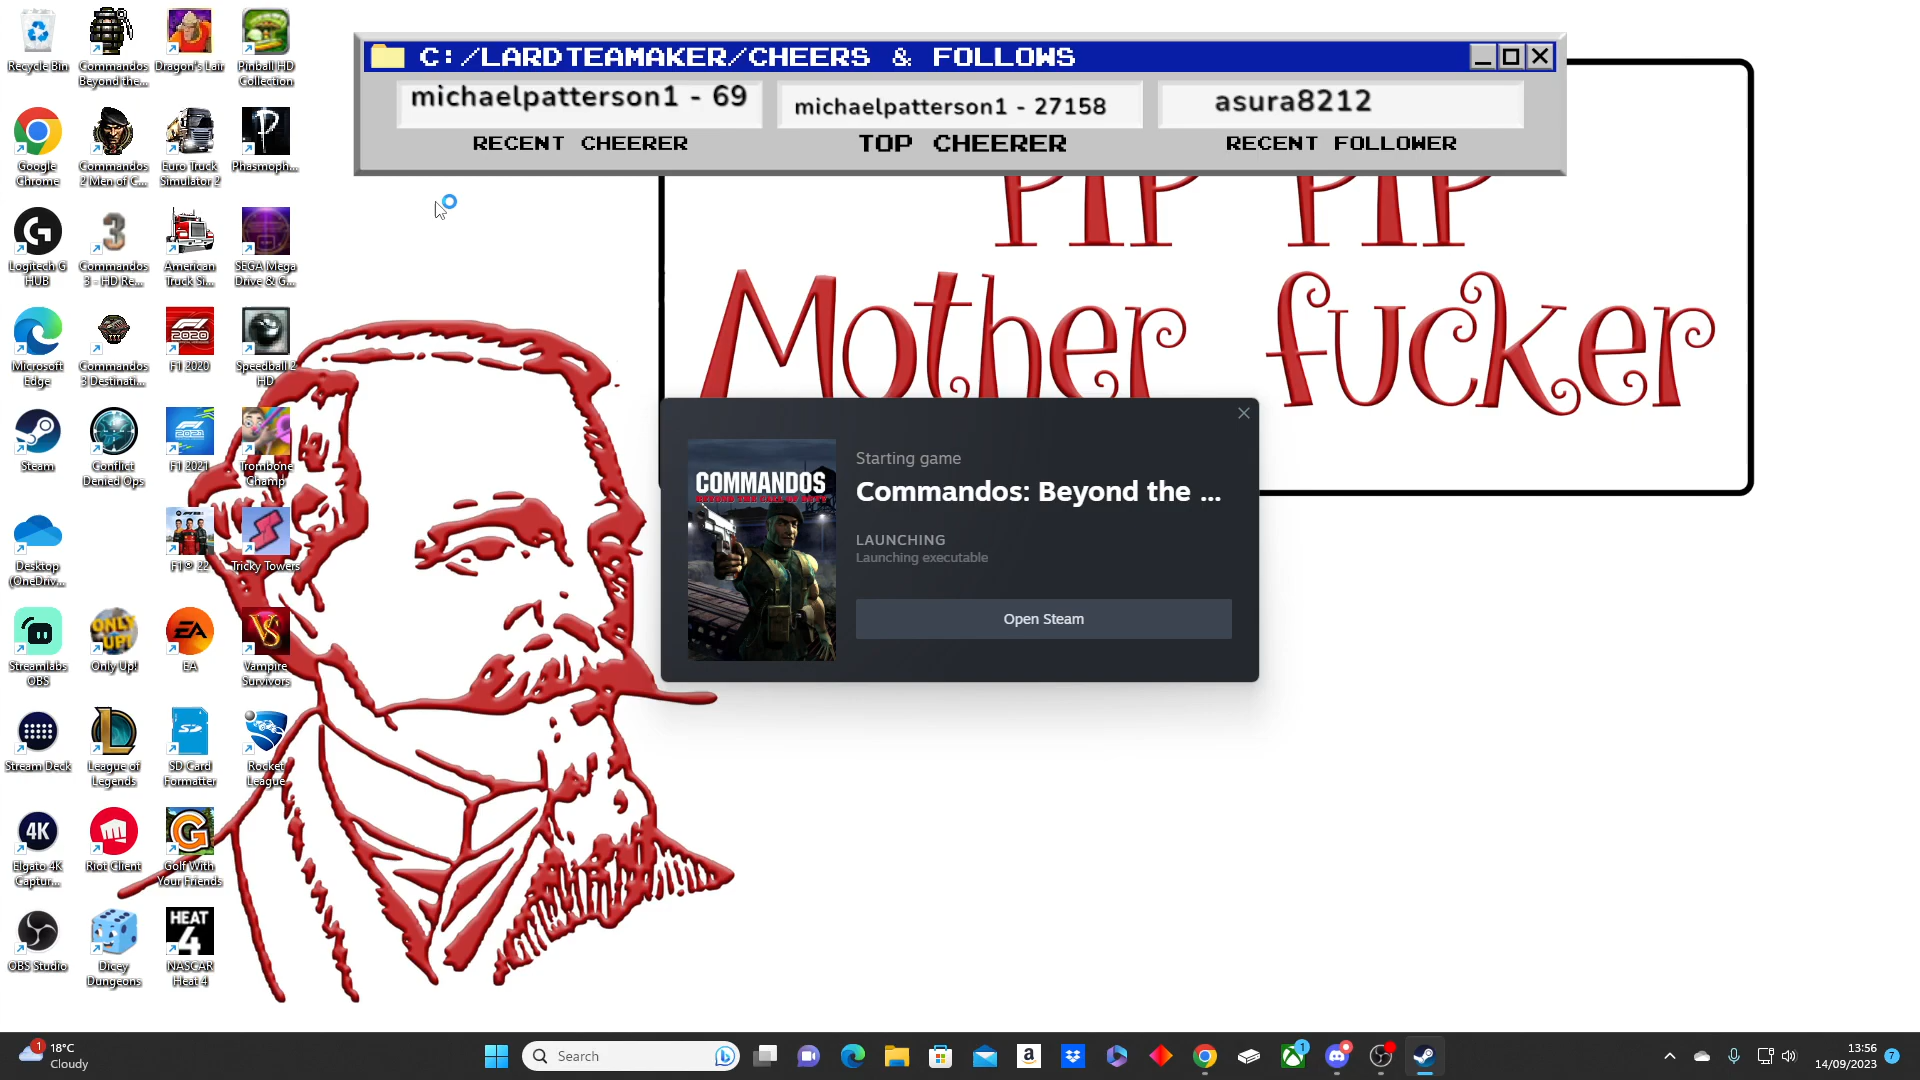 C:/LARDTEAMAKER/CHEERS & FOLLOWS
michaelpatterson1 - 69
RECENT CHEERER
michaelpatterson1 - 27158
TOP CHEERER
asura8212
RECENT FOLLOWER
PIP PIP
Mother fucker
Recycle Bin
Commandos
Beyond the...
Dragon's Lair
Pinball HD
Collection
Google
Chrome
Commandos
2 Men of C...
Euro Truck
Simulator 2
Phasmoph...
Logitech G
HUB
Commandos
3 - HD Re...
American
Truck Si...
SEGA Mega
Drive & G...
Microsoft
Edge
Commandos
3 Destinati...
F1 2020
Speedball 2
HD
Steam
Conflict
Denied Ops
F1 2021
Trombone
Champ
Desktop
(OneDriv...
F1® 22
Tricky Towers
Streamlabs
OBS
Only Up!
EA
Vampire
Survivors
Stream Deck
League of
Legends
SD Card
Formatter
Rocket
League
Elgato 4K
Captur...
Riot Client
Golf With
Your Friends
OBS Studio
Dicey
Dungeons
NASCAR
Heat 4
COMMANDOS
BEYOND THE CALL OF DUTY
Starting game
Commandos: Beyond the ...
LAUNCHING
Launching executable
Open Steam
18°C
Cloudy
Search
13:56
14/09/2023